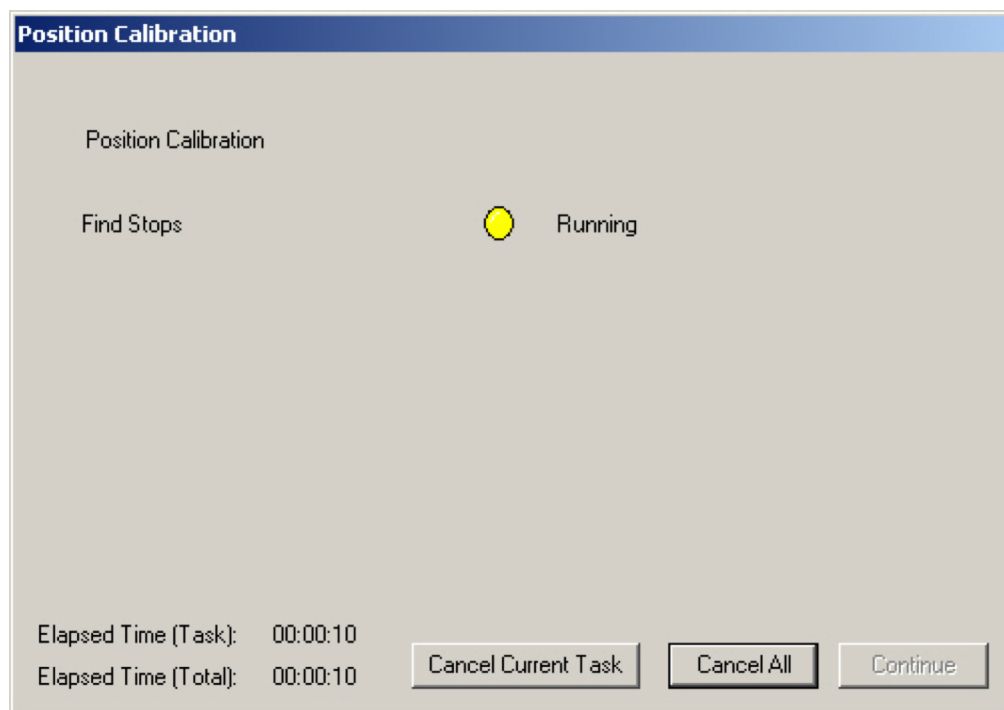 Position Calibration
Position Calibration
Find Stops Running
Elapsed Time (Task): 00:00:10
Elapsed Time (Total): 00:00:10
Cancel Current Task Cancel All Continue